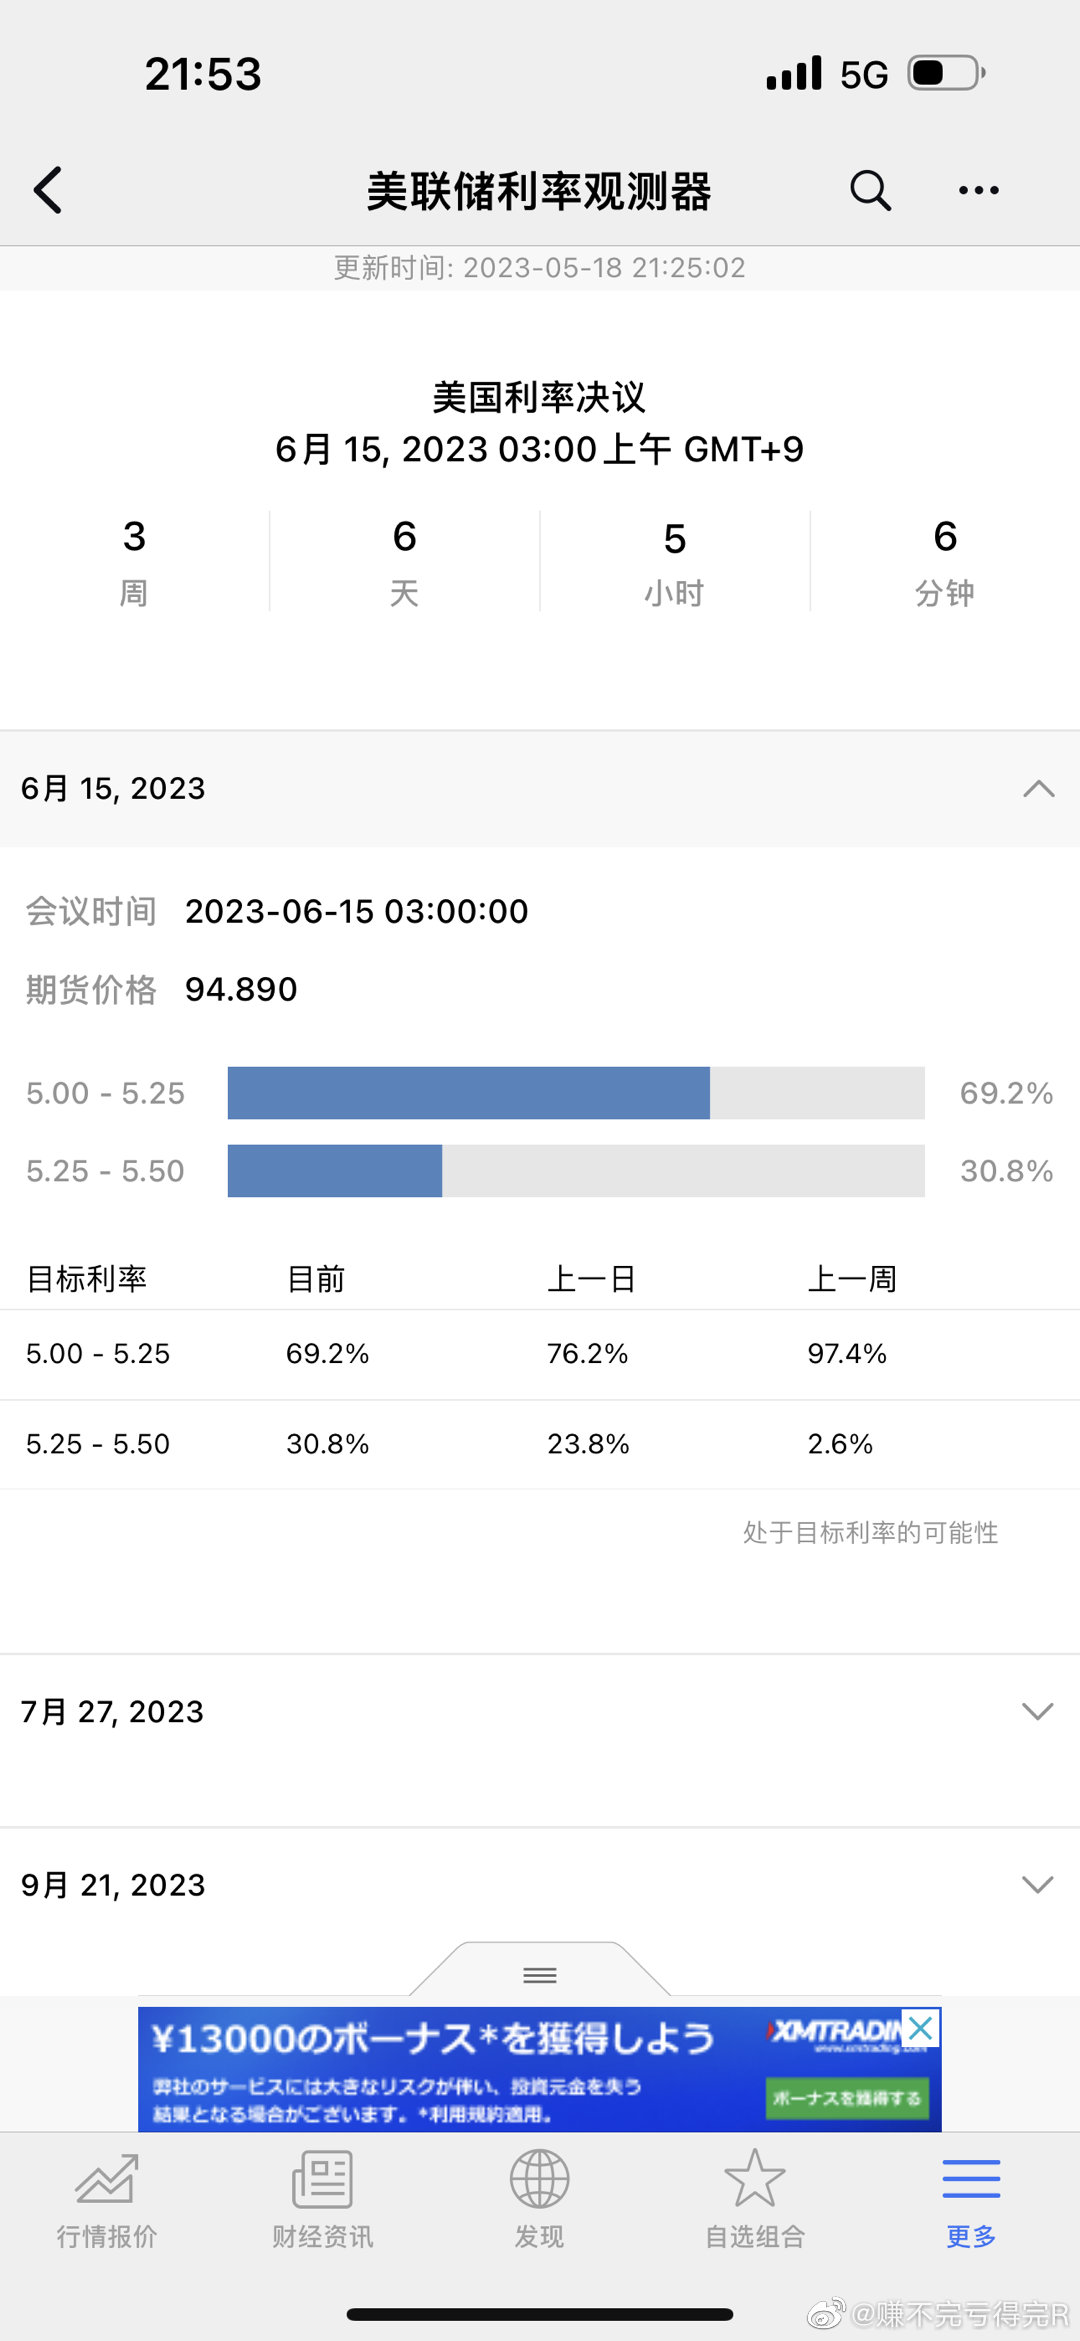 21:53
5G
美联储利率观测器
更新时间: 2023-05-18 21:25:02
美国利率决议
6月 15, 2023 03:00上午 GMT+9
3 6 5 6
周 天 小时 分钟
6月 15, 2023
会议时间 2023-06-15 03:00:00
期货价格 94.890
5.00 - 5.25 69.2%
5.25 - 5.50 30.8%
目标利率 目前 上一日 上一周
5.00 - 5.25 69.2% 76.2% 97.4%
5.25 - 5.50 30.8% 23.8% 2.6%
处于目标利率的可能性
7月 27, 2023
9月 21, 2023
¥13000のボーナス*を獲得しよう
弊社のサービスには大きなリスクが伴い、投資元金を失う
結果となる場合がございます。*利用規約適用。
ボーナスを獲得する
行情报价 财经资讯 发现 自选组合 更多
@赚不完亏得完R